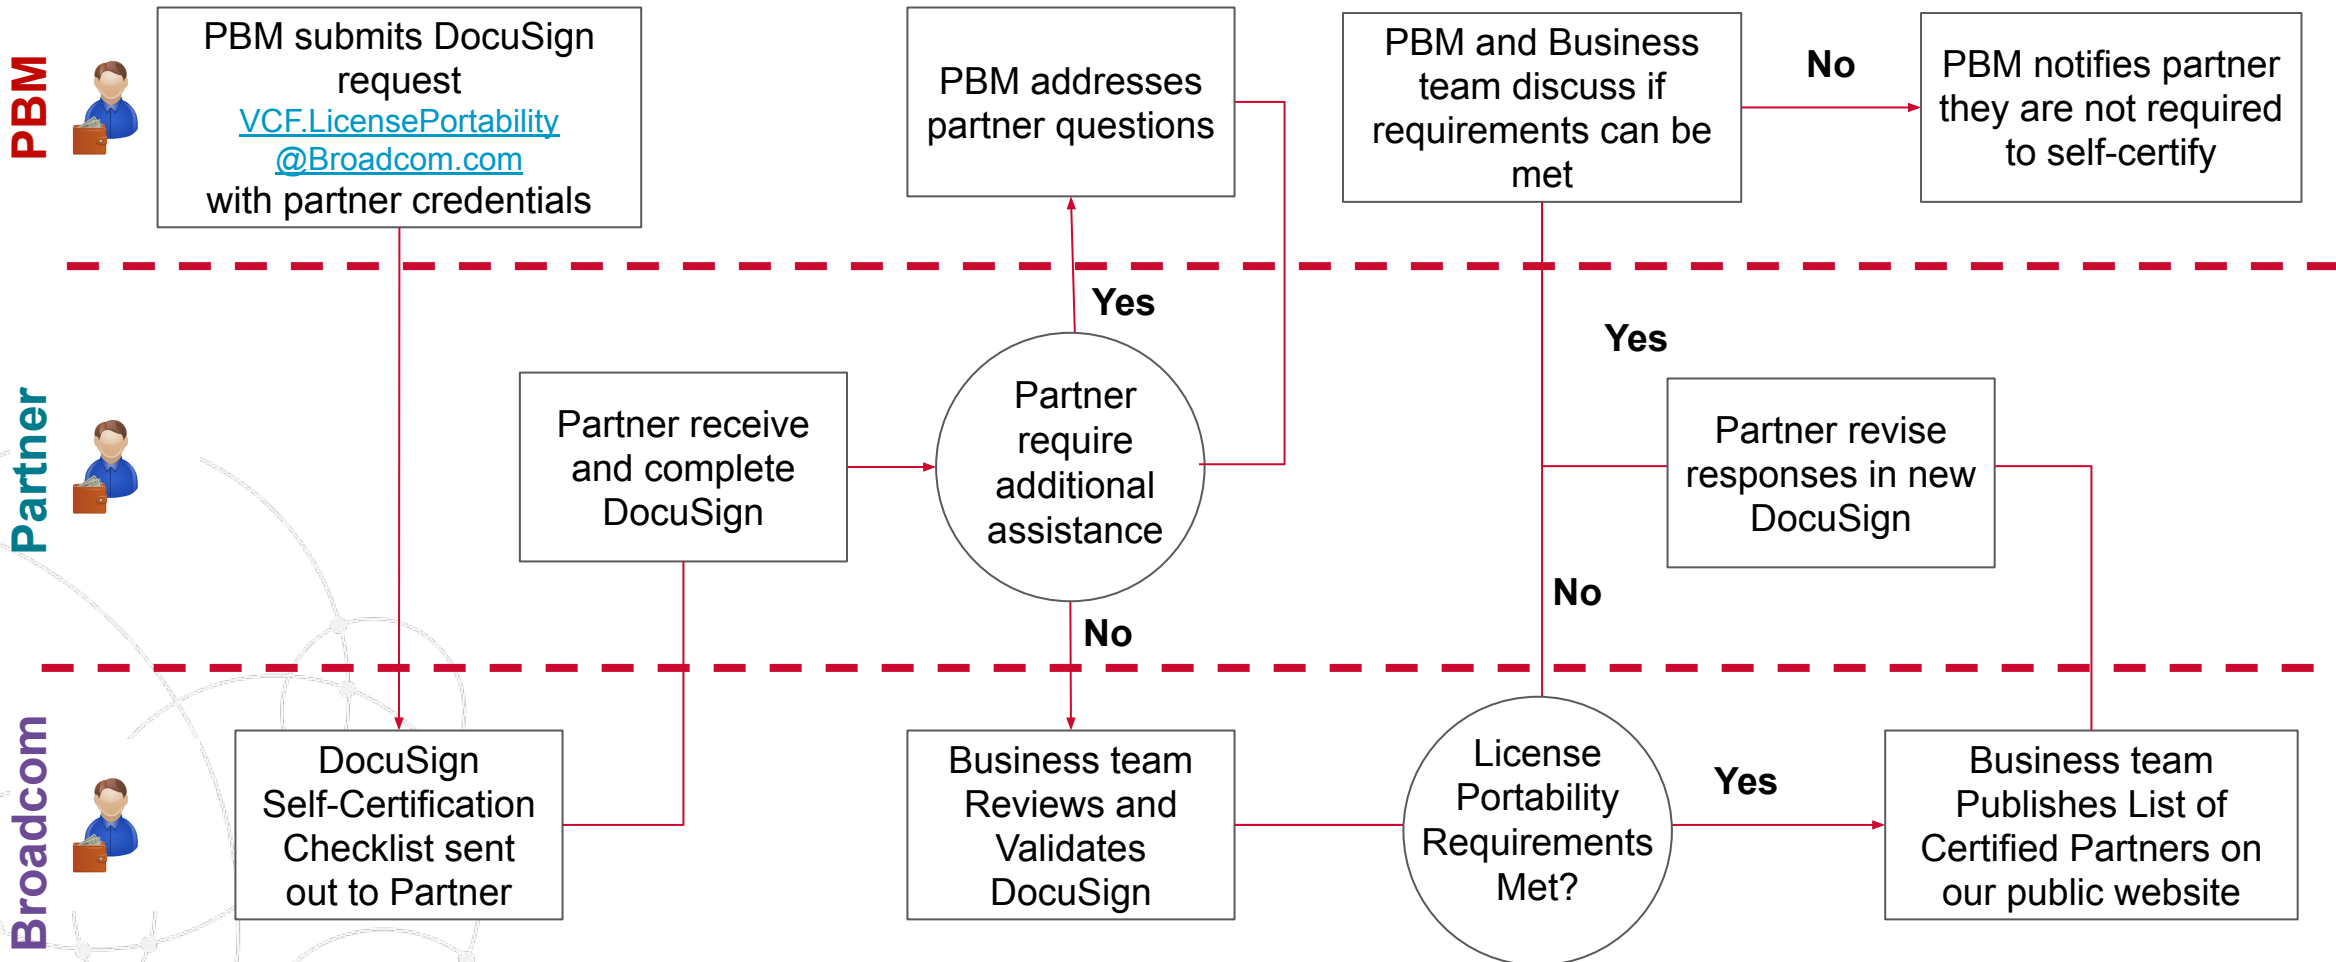 PBM
PBM submits DocuSign
request
VCF.LicensePortability
@Broadcom.com
with partner credentials
PBM addresses
partner questions
PBM and Business
team discuss if
requirements can be
met
No
PBM notifies partner
they are not required
to self-certify
Partner
Partner receive
and complete
DocuSign
Yes
Partner
require
additional
assistance
No
Yes
Partner revise
responses in new
DocuSign
No
Broadcom
DocuSign
Self-Certification
Checklist sent
out to Partner
Business team
Reviews and
Validates
DocuSign
License
Portability
Requirements
Met?
Yes
Business team
Publishes List of
Certified Partners on
our public website